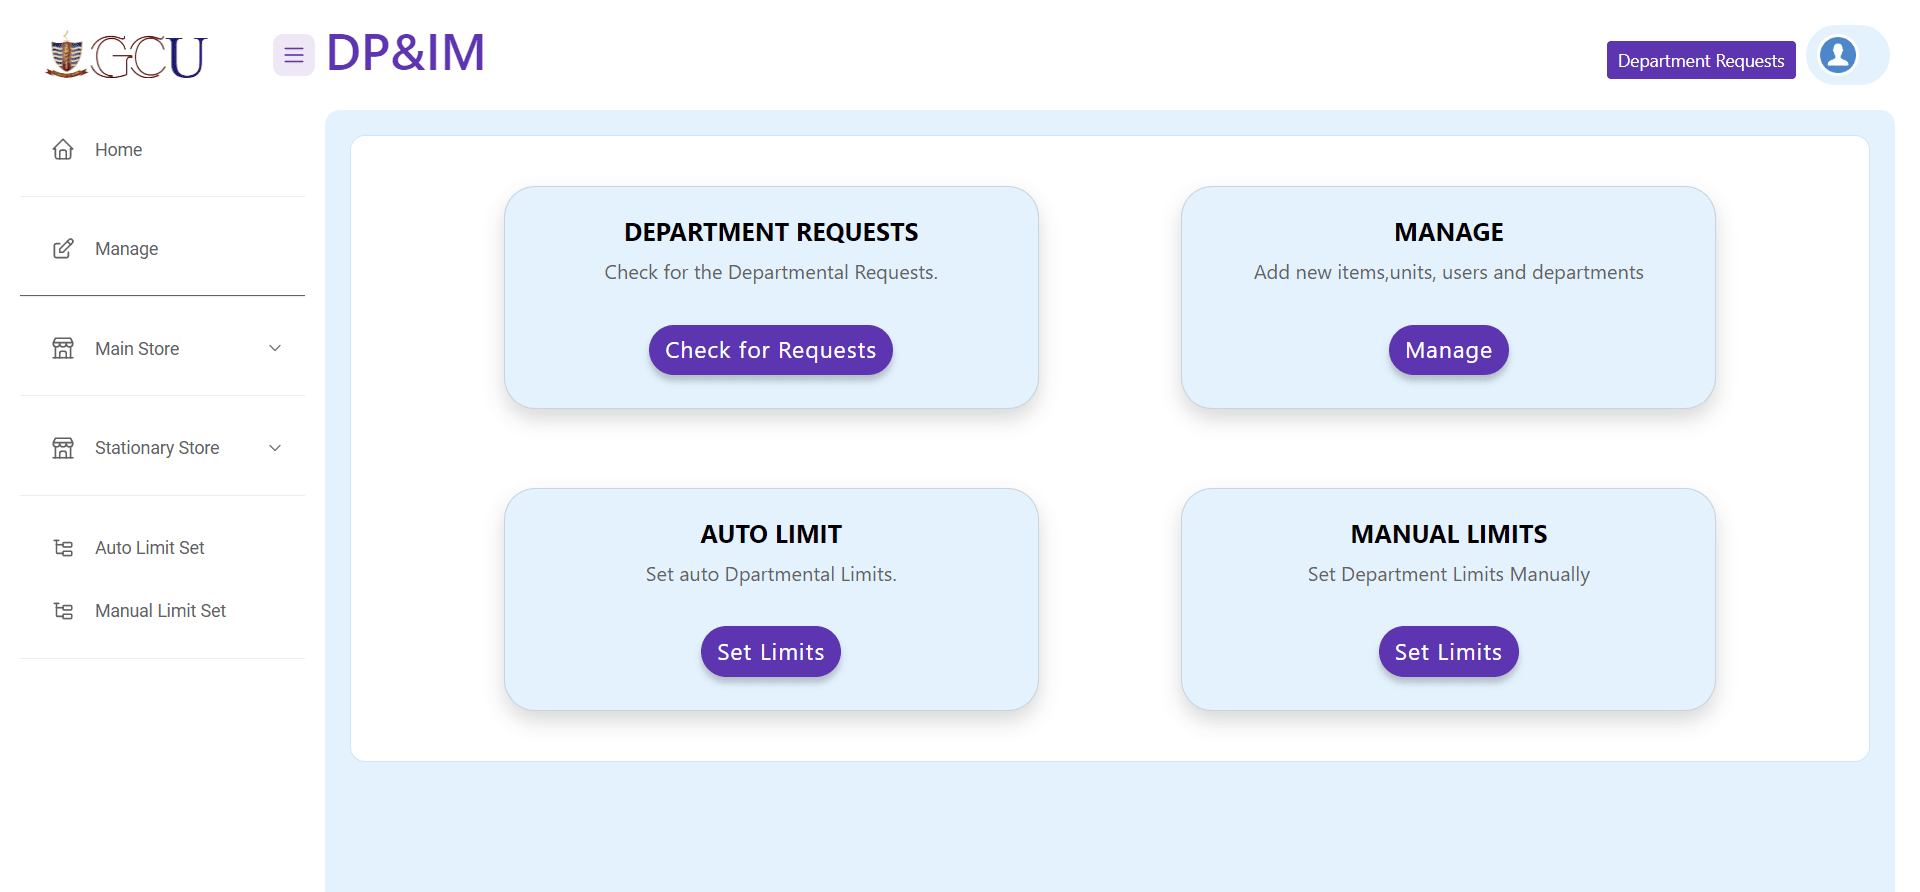 GCU
DP&IM
Department Requests
Home
Manage
Main Store
Stationary Store
Auto Limit Set
Manual Limit Set
DEPARTMENT REQUESTS
Check for the Departmental Requests.
Check for Requests
MANAGE
Add new items,units, users and departments
Manage
AUTO LIMIT
Set auto Dpartmental Limits.
Set Limits
MANUAL LIMITS
Set Department Limits Manually
Set Limits